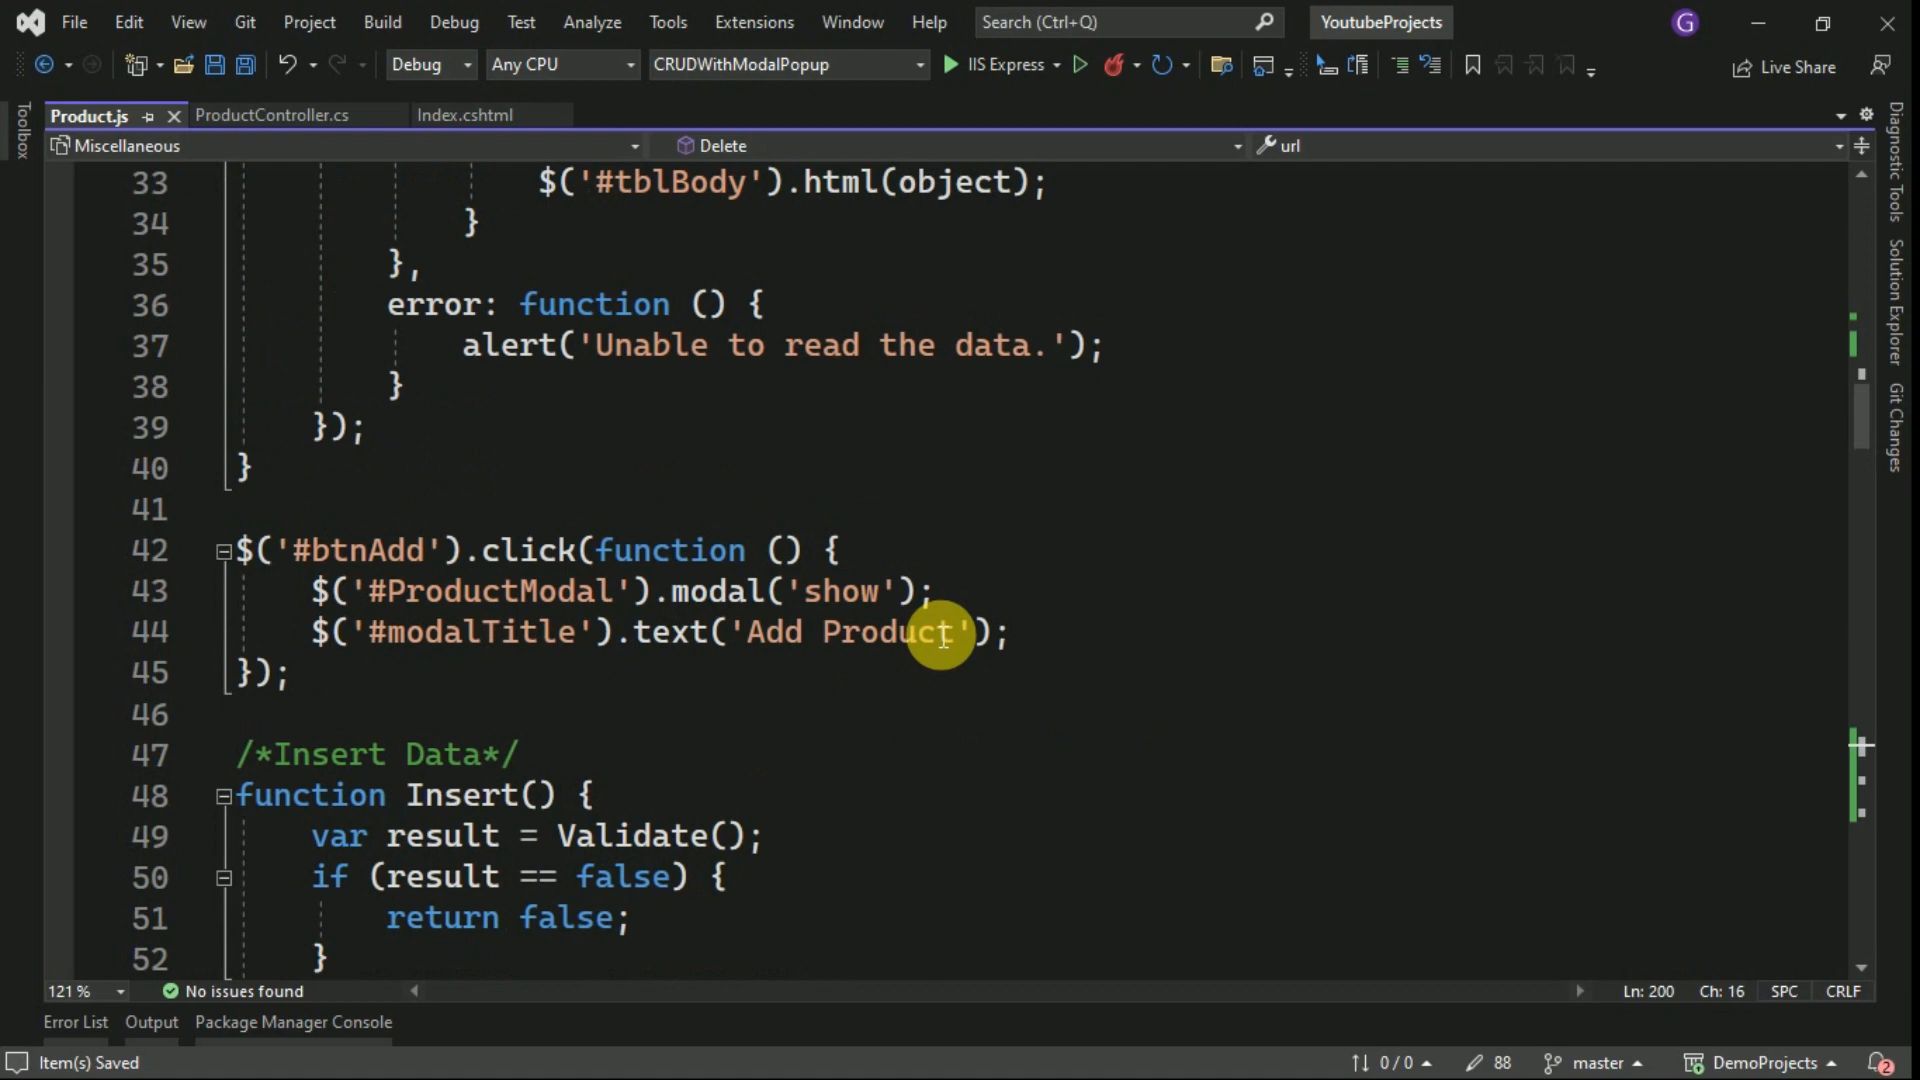 File Edit View Git Project Build Debug Test Analyze Tools Extensions Window Help Search (Ctrl+Q) YoutubeProjects G
Debug Any CPU CRUDWithModalPopup IIS Express Live Share
Toolbox
Product.js ProductController.cs Index.cshtml
Miscellaneous Delete url
33 $('#tblBody').html(object);
34 }
35 },
36 error: function () {
37 alert('Unable to read the data.');
38 }
39 });
40 }
41
42 $('#btnAdd').click(function () {
43 $('#ProductModal').modal('show');
44 $('#modalTitle').text('Add Product');
45 });
46
47 /*Insert Data*/
48 function Insert() {
49 var result = Validate();
50 if (result == false) {
51 return false;
52 }
Diagnostic Tools
Solution Explorer
Git Changes
121 % No issues found Ln: 200 Ch: 16 SPC CRLF
Error List Output Package Manager Console
Item(s) Saved 0 / 0 88 master DemoProjects 2